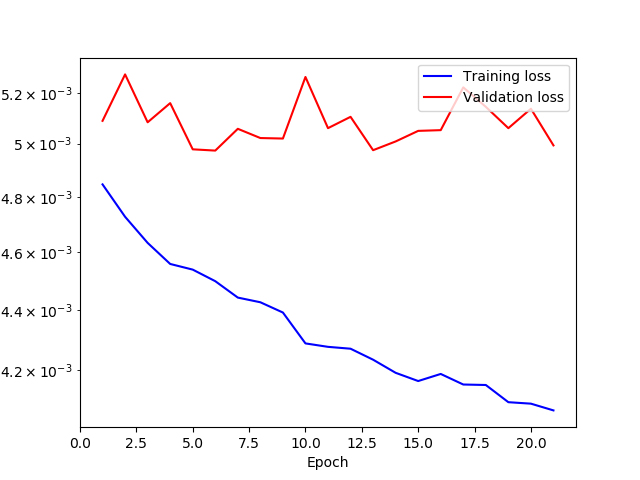 Training loss
Validation loss
5.2 × 10⁻³
5 × 10⁻³
4.8 × 10⁻³
4.6 × 10⁻³
4.4 × 10⁻³
4.2 × 10⁻³
0.0 2.5 5.0 7.5 10.0 12.5 15.0 17.5 20.0
Epoch